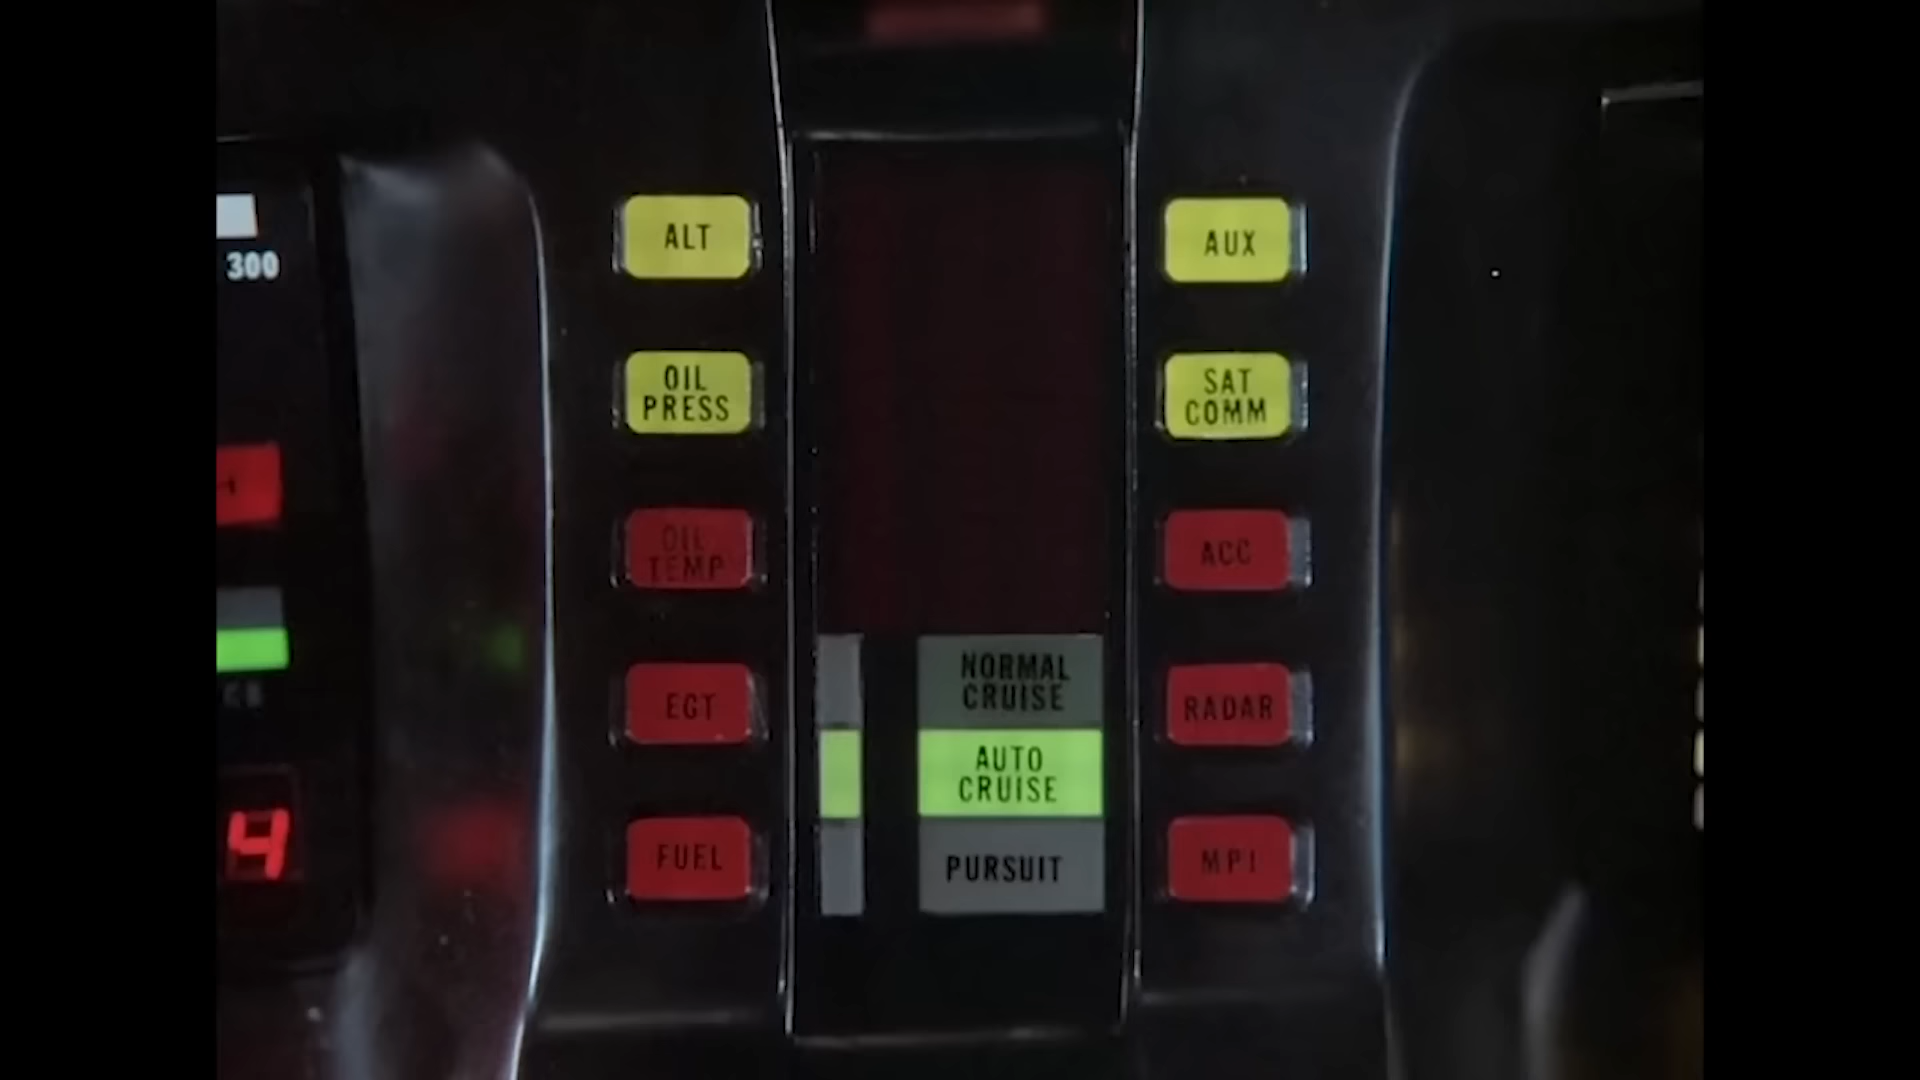 300
4
ALT
OIL
PRESS
OIL
TEMP
EGT
FUEL
NORMAL
CRUISE
AUTO
CRUISE
PURSUIT
AUX
SAT
COMM
ACC
RADAR
MPI